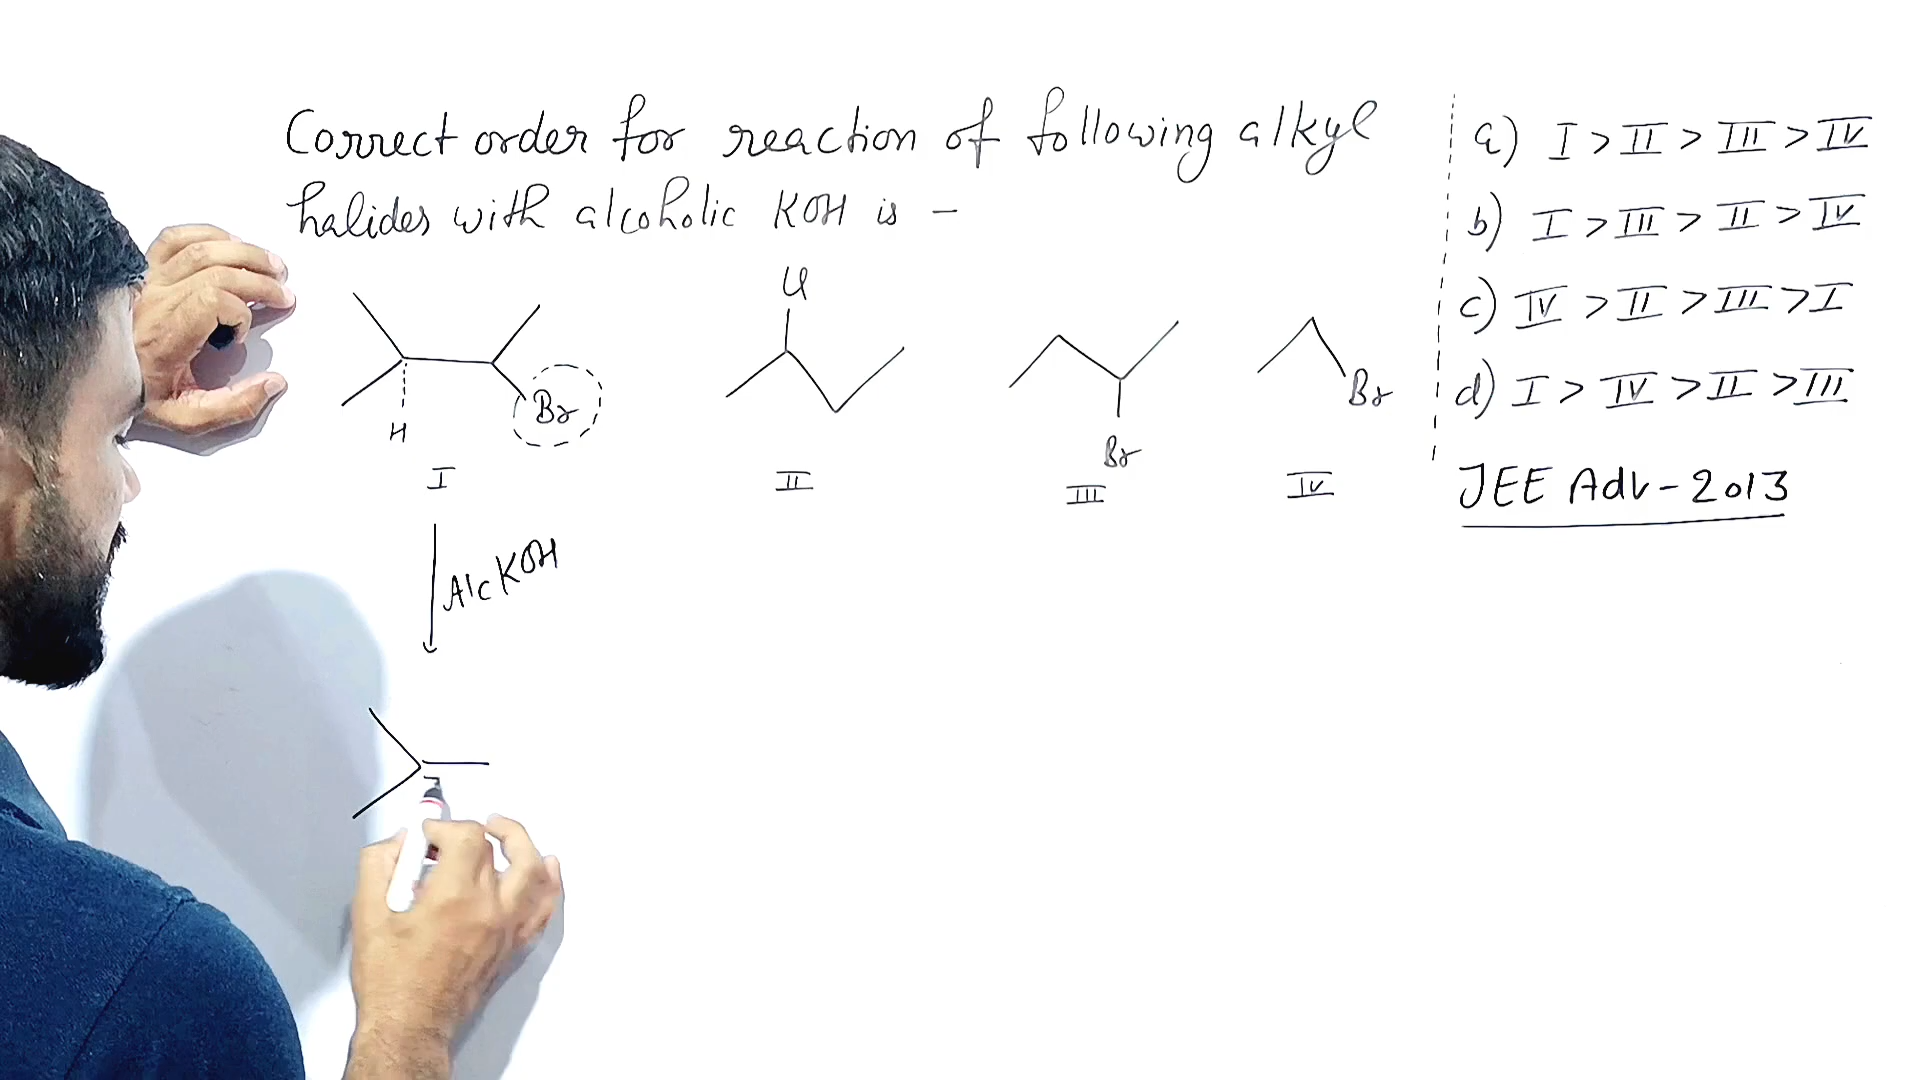 Correct order for reaction of following alkyl
halides with alcoholic KOH is -
Cl
H
Br
Br
Br
I
II
III
IV
Alc KOH
a) I > II > III > IV
b) I > III > II > IV
c) IV > II > III > I
d) I > IV > II > III
JEE Adv - 2013